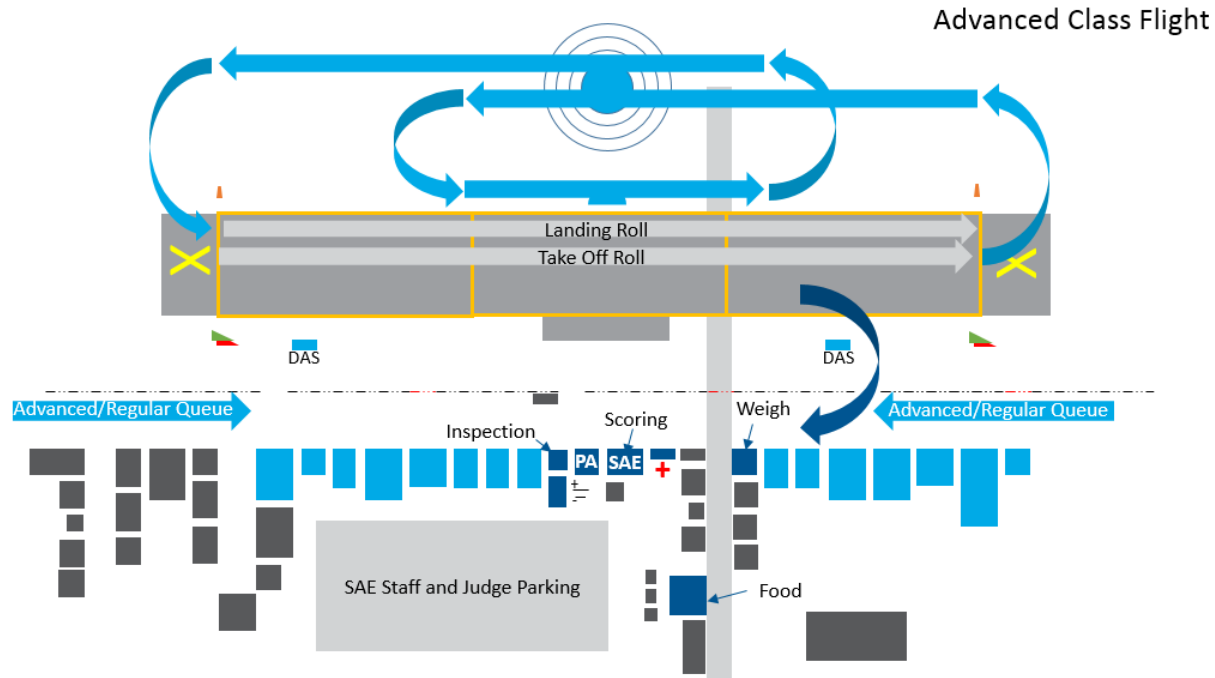 Advanced Class Flight
Landing Roll
Take Off Roll
DAS
DAS
Advanced/Regular Queue
Advanced/Regular Queue
Weigh
Scoring
Inspection
PA
SAE
SAE Staff and Judge Parking
Food